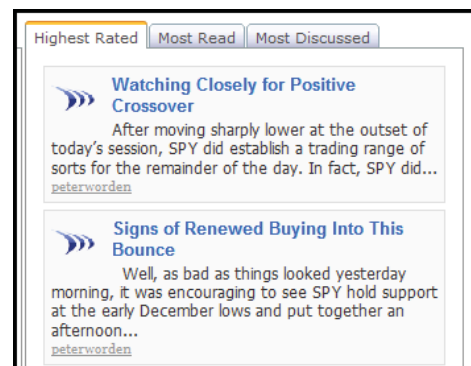 Highest Rated Most Read Most Discussed
Watching Closely for Positive
Crossover
After moving sharply lower at the outset of
today's session, SPY did establish a trading range of
sorts for the remainder of the day. In fact, SPY did...
peterworden
Signs of Renewed Buying Into This
Bounce
Well, as bad as things looked yesterday
morning, it was encouraging to see SPY hold support
at the early December lows and put together an
afternoon...
peterworden